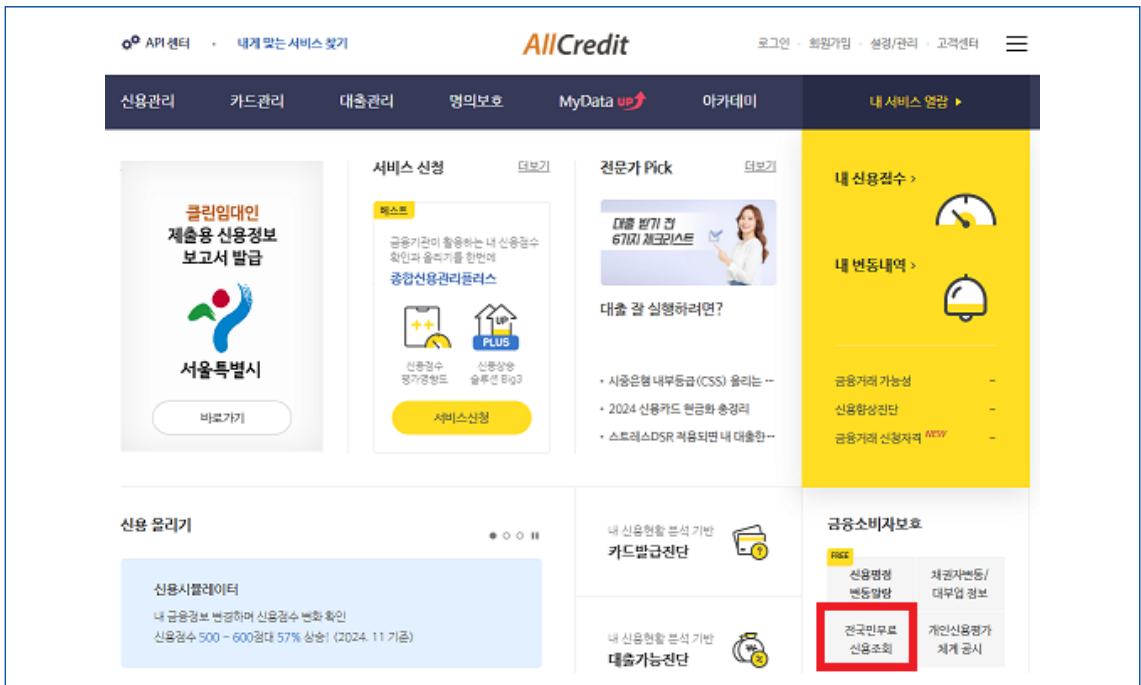 API 센터 · 내게 맞는 서비스 찾기
AllCredit
로그인 · 회원가입 · 설정/관리 · 고객센터
신용관리 카드관리 대출관리 명의보호 MyData UP 아카데미 내 서비스 열람 ▶
클린임대인
제출용 신용정보
보고서 발급
서울특별시
바로가기
서비스 신청 더보기
베스트
금융기관이 활용하는 내 신용점수
확인과 올리기를 한번에
종합신용관리플러스
++
UP
PLUS
신용점수 신용상승
평가영향도 솔루션 Big3
서비스신청
전문가 Pick 더보기
대출 받기 전
6가지 체크리스트
대출 잘 실행하려면?
· 시중은행 내부등급(CSS) 올리는 ···
· 2024 신용카드 현금화 총정리
· 스트레스DSR 적용되면 내 대출한···
내 신용점수 >
내 변동내역 >
금융거래 가능성 -
신용향상진단 -
금융거래 신청자격 NEW -
신용 올리기
신용시뮬레이터
내 금융정보 변경하며 신용점수 변화 확인
신용점수 500 ~ 600점대 57% 상승! (2024. 11 기준)
내 신용현황 분석 기반
카드발급진단
내 신용현황 분석 기반
대출가능진단
금융소비자보호
FREE
신용평점
변동알람
채권자변동/
대부업 정보
전국민무료
신용조회
개인신용평가
체계 공시